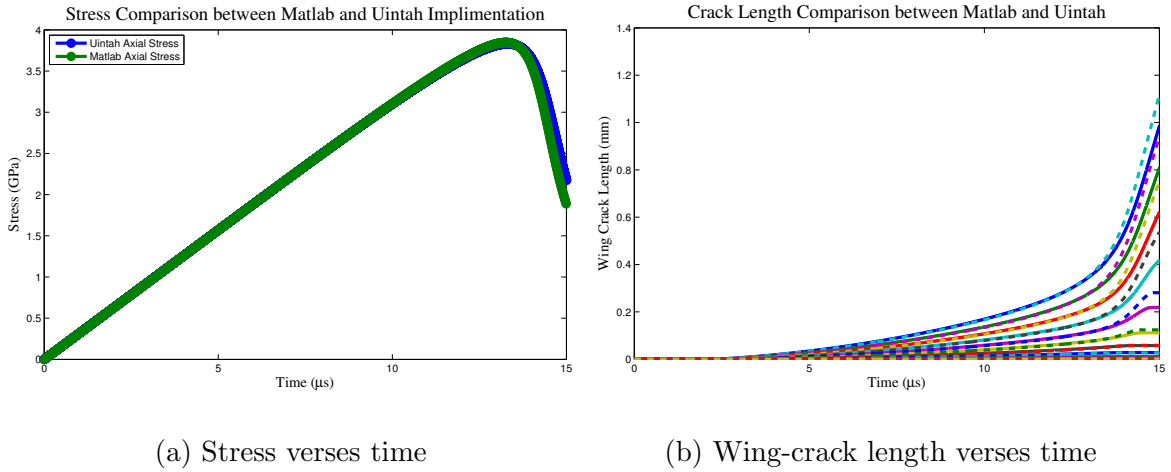 Stress Comparison between Matlab and Uintah Implimentation
Uintah Axial Stress
Matlab Axial Stress
Stress (GPa)
4
3.5
3
2.5
2
1.5
1
0.5
0
0 5 10 15
Time (μs)
(a) Stress verses time
Crack Length Comparison between Matlab and Uintah
Wing Crack Length (mm)
1.4
1.2
1
0.8
0.6
0.4
0.2
0
0 5 10 15
Time (μs)
(b) Wing-crack length verses time